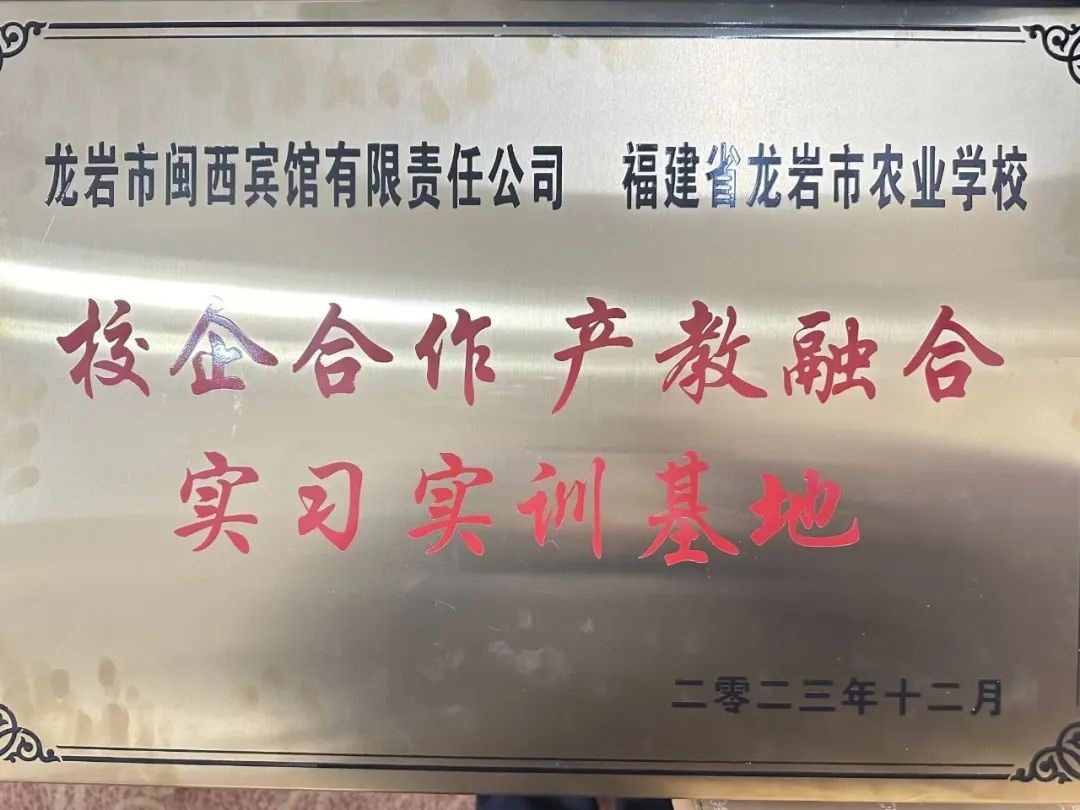 龙岩市闽西宾馆有限责任公司 福建省龙岩市农业学校
校企合作 产教融合
实习实训基地
二零二三年十二月